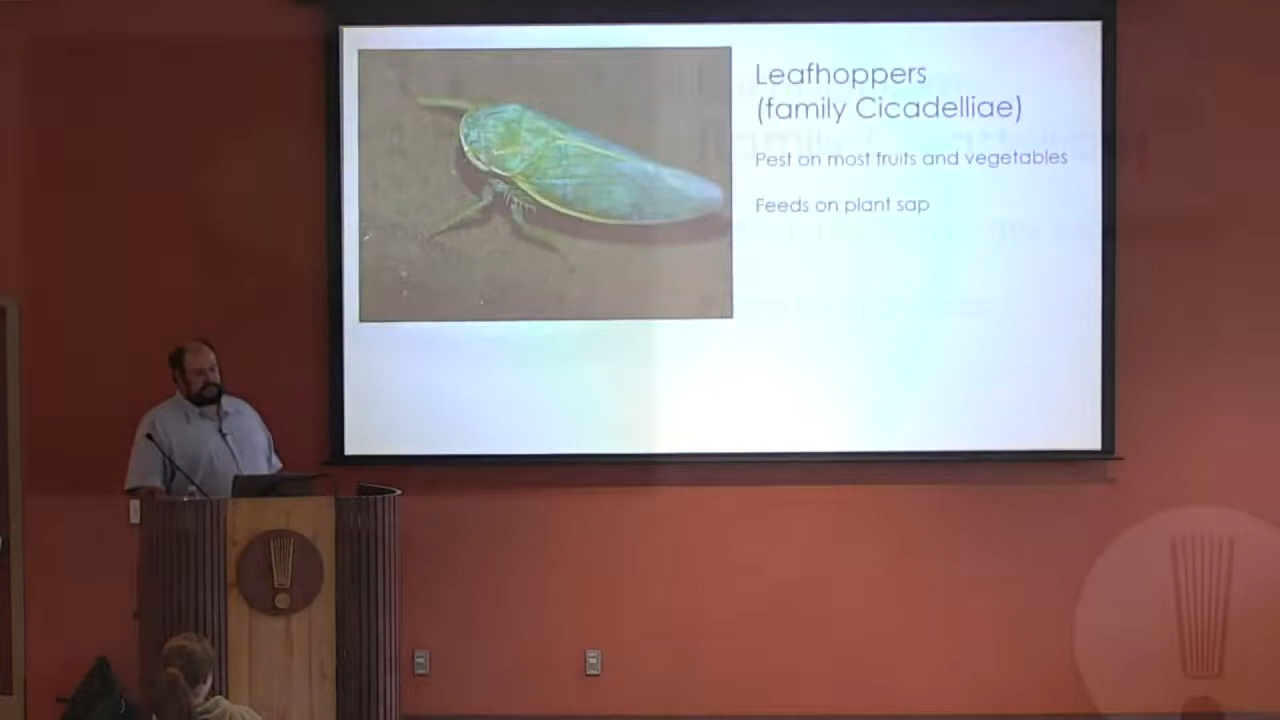 Leafhoppers
(family Cicadelliae)
Pest on most fruits and vegetables
Feeds on plant sap